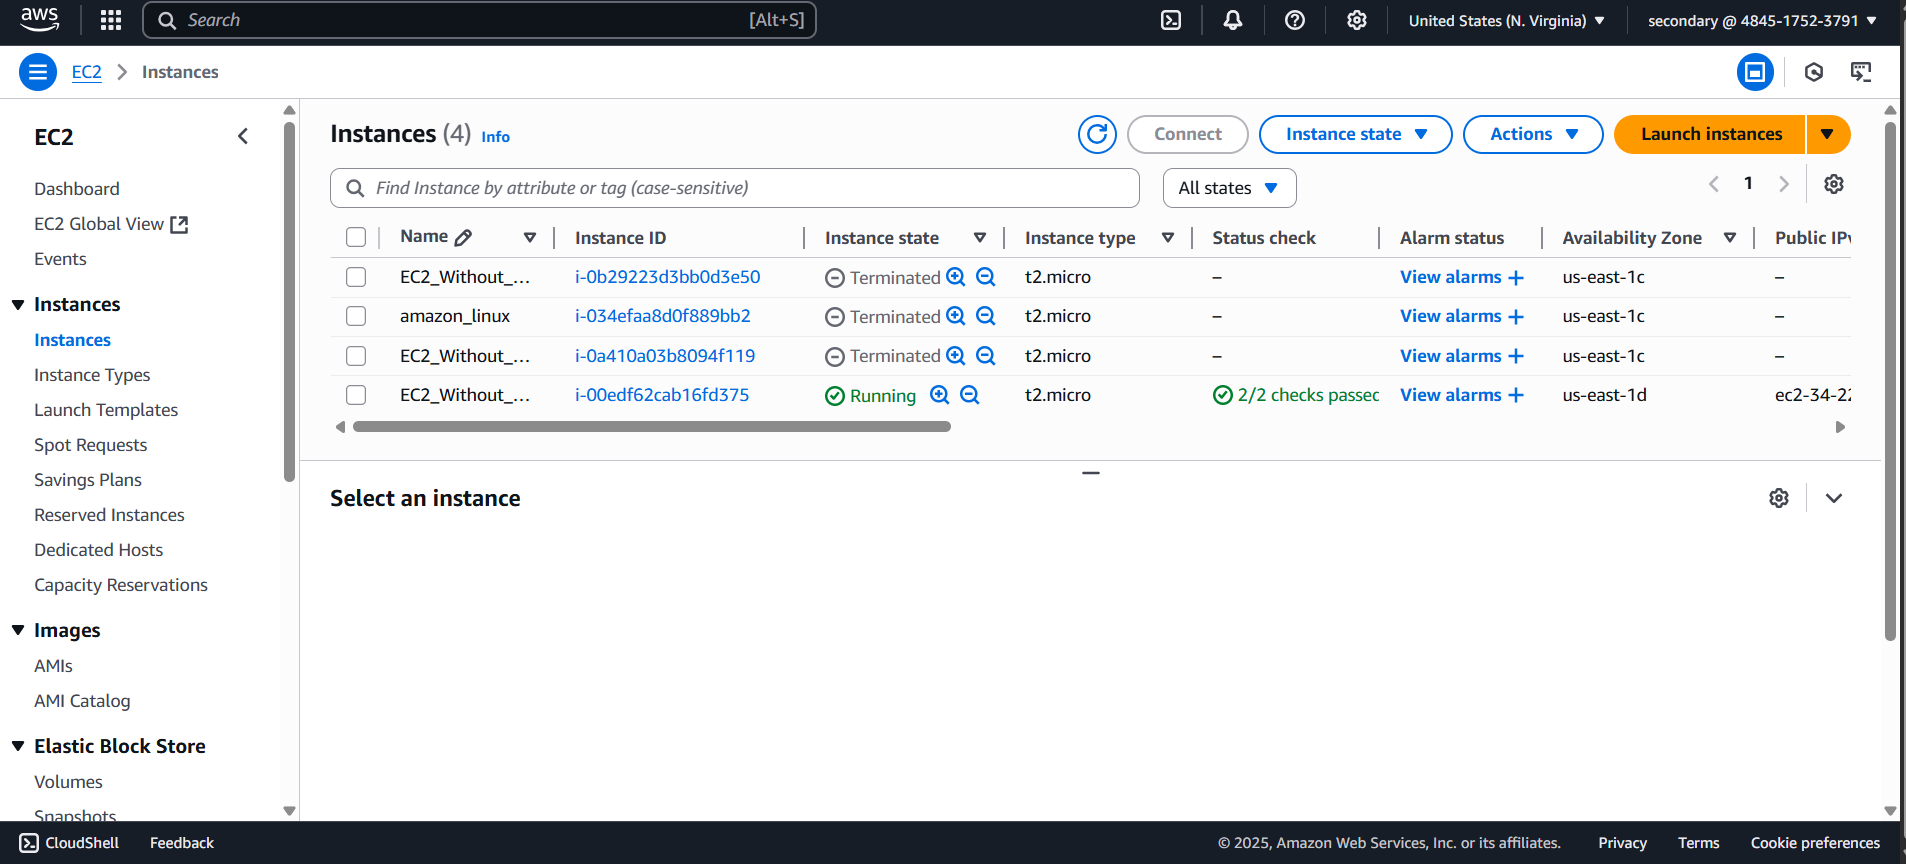 aws
Search [Alt+S]
United States (N. Virginia)
secondary @ 4845-1752-3791
EC2 > Instances
EC2
Dashboard
EC2 Global View
Events
Instances
Instances
Instance Types
Launch Templates
Spot Requests
Savings Plans
Reserved Instances
Dedicated Hosts
Capacity Reservations
Images
AMIs
AMI Catalog
Elastic Block Store
Volumes
Snapshots
Instances (4) Info
Connect
Instance state
Actions
Launch instances
Find Instance by attribute or tag (case-sensitive)
All states
1
Name Instance ID Instance state Instance type Status check Alarm status Availability Zone Public IPv
EC2_Without_... i-0b29223d3bb0d3e50 Terminated t2.micro – View alarms + us-east-1c –
amazon_linux i-034efaa8d0f889bb2 Terminated t2.micro – View alarms + us-east-1c –
EC2_Without_... i-0a410a03b8094f119 Terminated t2.micro – View alarms + us-east-1c –
EC2_Without_... i-00edf62cab16fd375 Running t2.micro 2/2 checks passec View alarms + us-east-1d ec2-34-22
Select an instance
CloudShell Feedback
© 2025, Amazon Web Services, Inc. or its affiliates. Privacy Terms Cookie preferences